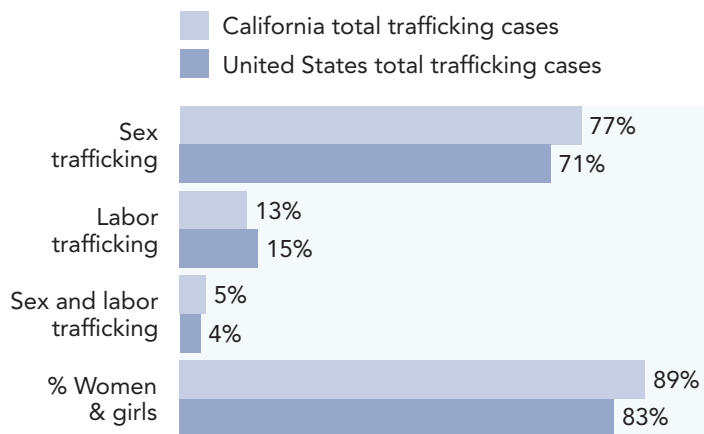 California total trafficking cases
United States total trafficking cases
Sex
trafficking
77%
71%
Labor
trafficking
13%
15%
Sex and labor
trafficking
5%
4%
% Women
& girls
89%
83%